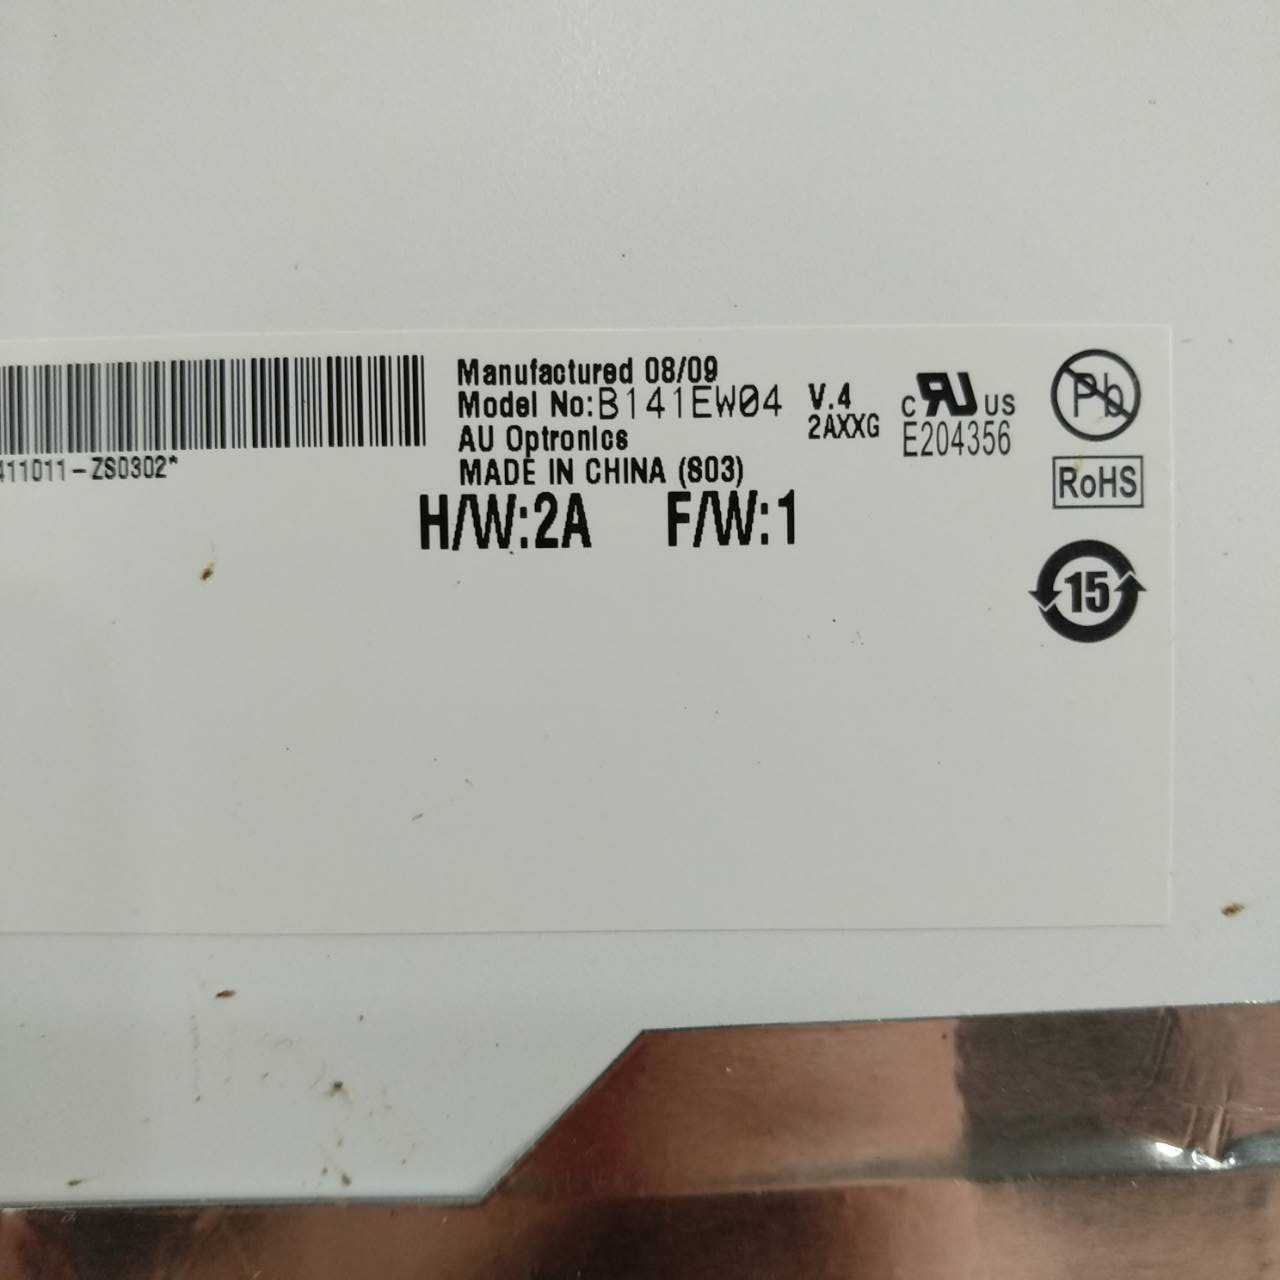 Manufactured 08/09
Model No:B141EW04 V.4
AU Optronics 2AXXG
MADE IN CHINA (S03)
H/W:2A F/W:1
411011-ZS0302*
c RU US
E204356
Pb
RoHS
15